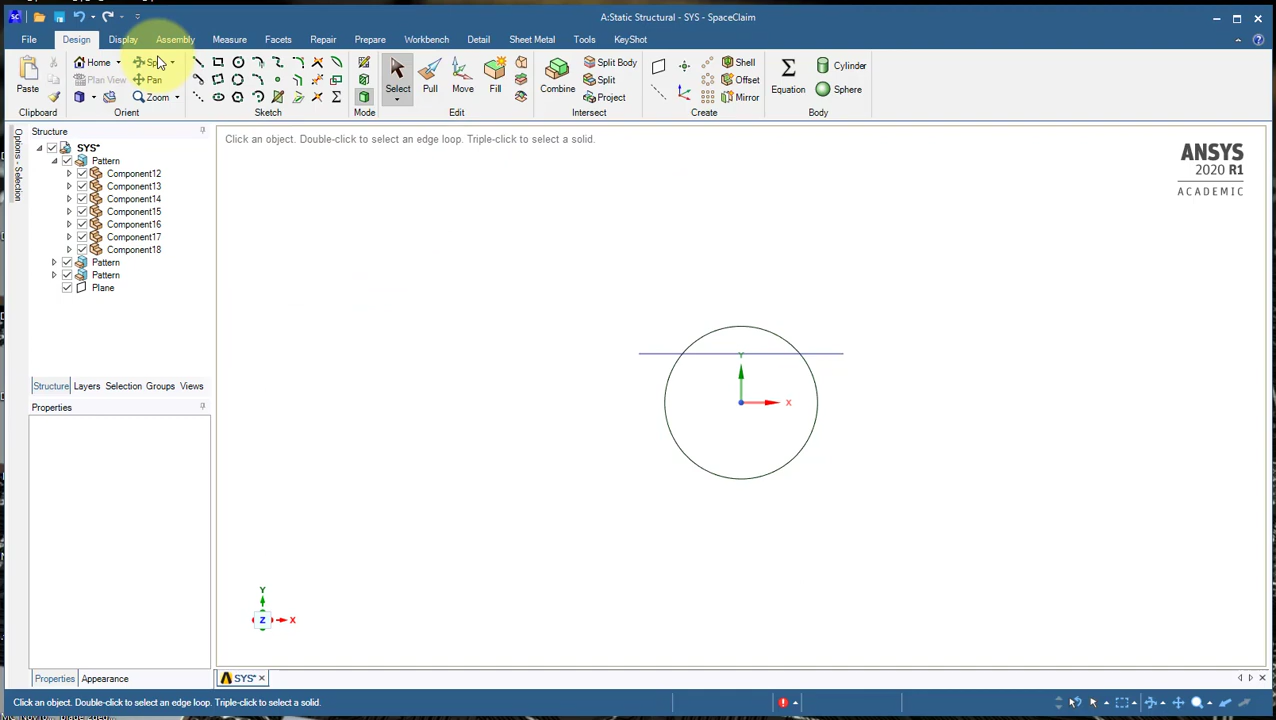 A:Static Structural - SYS - SpaceClaim
File Design Display Assembly Measure Facets Repair Prepare Workbench Detail Sheet Metal Tools KeyShot
Paste
Clipboard
Home
Plan View
Pan
Zoom
Orient
Sketch
Mode
Select
Pull
Move
Fill
Edit
Combine
Split Body
Split
Project
Intersect
Shell
Offset
Mirror
Create
Equation
Cylinder
Sphere
Body
Options - Selection
Structure
SYS*
Pattern
Component12
Component13
Component14
Component15
Component16
Component17
Component18
Pattern
Pattern
Plane
Structure Layers Selection Groups Views
Properties
Properties Appearance
Click an object. Double-click to select an edge loop. Triple-click to select a solid.
ANSYS
2020 R1
ACADEMIC
Y
X
Y
Z X
SYS*
Click an object. Double-click to select an edge loop. Triple-click to select a solid.